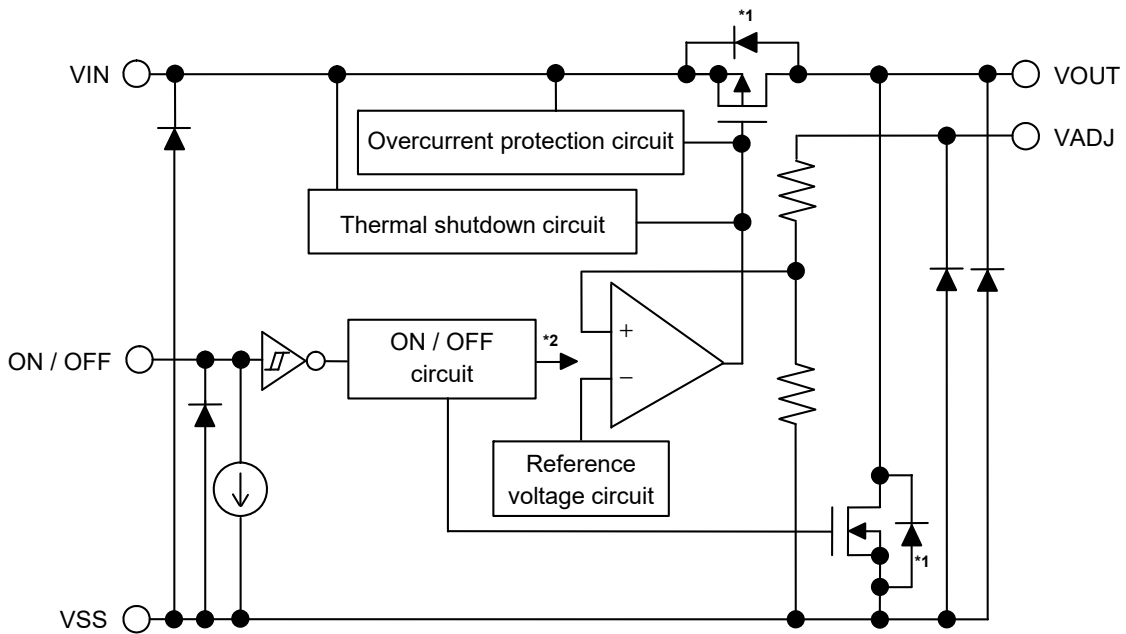 *1
VIN
VOUT
Overcurrent protection circuit
VADJ
Thermal shutdown circuit
ON / OFF
ON / OFF
circuit
*2
+
−
Reference
voltage circuit
*1
VSS